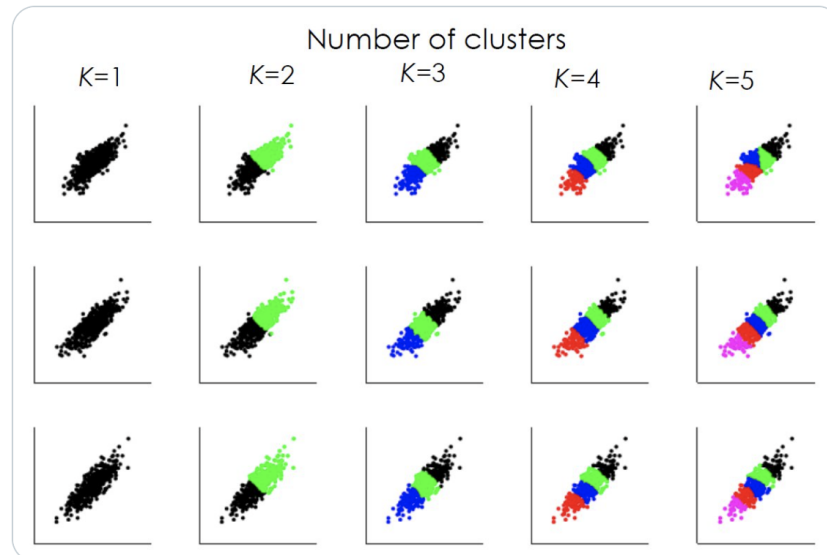 Number of clusters
K=1
K=2
K=3
K=4
K=5